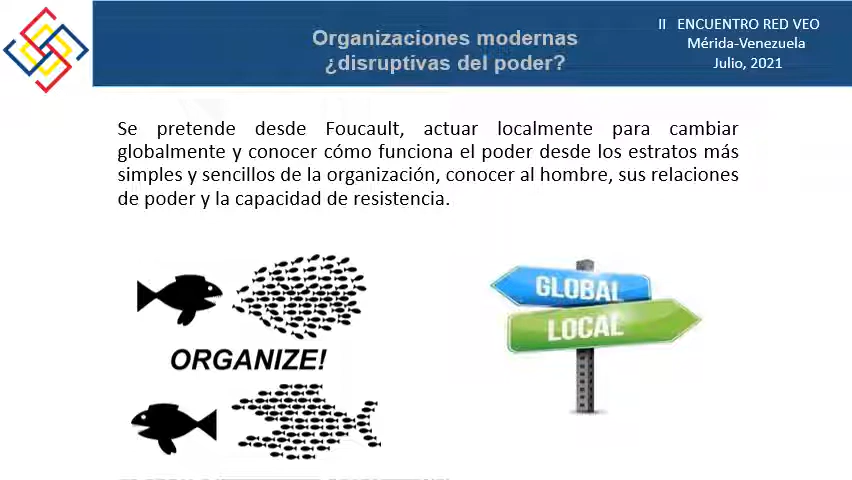 Organizaciones modernas
¿disruptivas del poder?
II ENCUENTRO RED VEO
Mérida-Venezuela
Julio, 2021
Se pretende desde Foucault, actuar localmente para cambiar
globalmente y conocer cómo funciona el poder desde los estratos más
simples y sencillos de la organización, conocer al hombre, sus relaciones
de poder y la capacidad de resistencia.
ORGANIZE!
GLOBAL
LOCAL